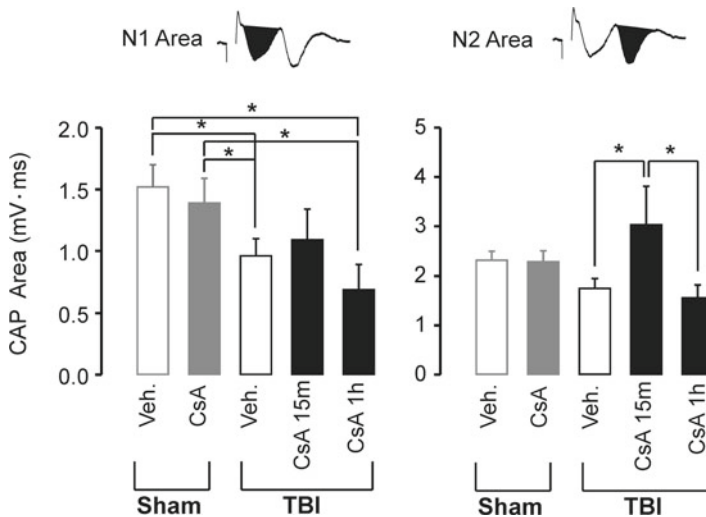 N1 Area
N2 Area
CAP Area (mV·ms)
2.0
1.5
1.0
0.5
0.0
* * * *
Veh.
CsA
Veh.
CsA 15m
CsA 1h
Sham
TBI
5
4
3
2
1
0
* *
Veh.
CsA
Veh.
CsA 15m
CsA 1h
Sham
TBI